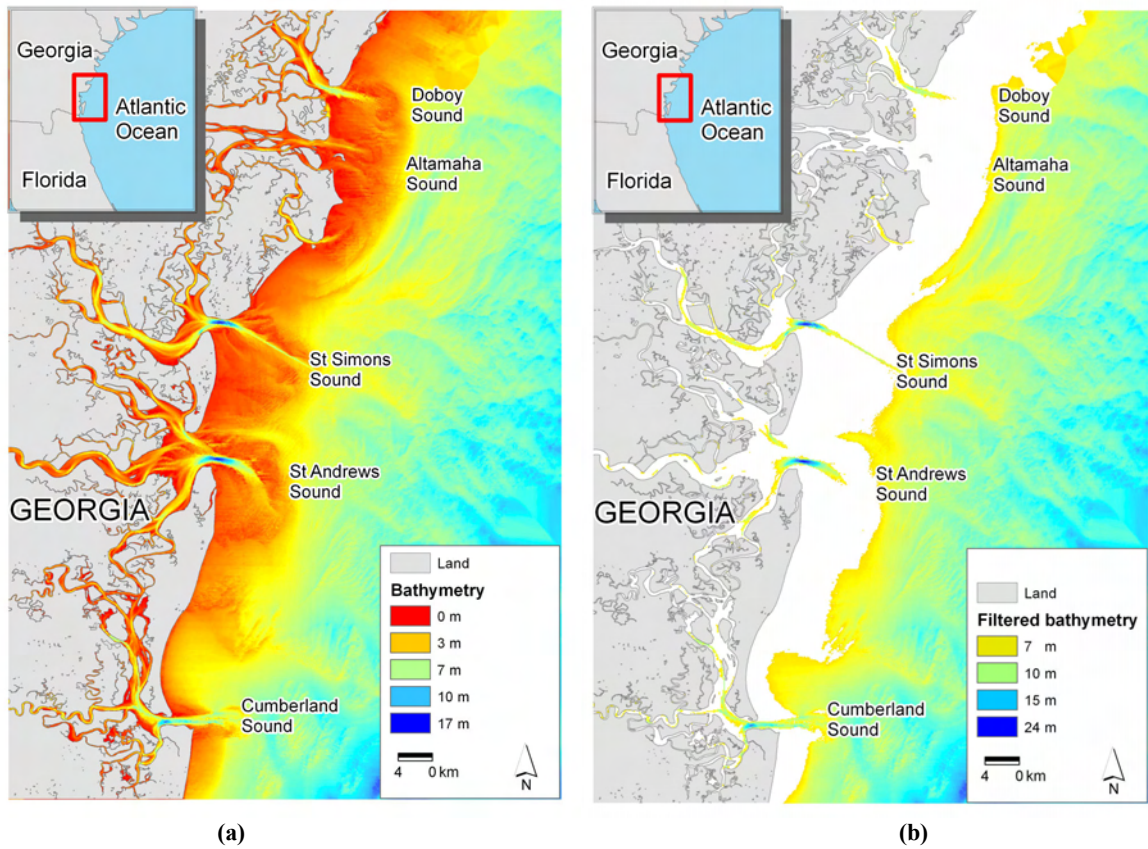 Georgia
Atlantic
Ocean
Florida
Doboy
Sound
Altamaha
Sound
St Simons
Sound
St Andrews
Sound
GEORGIA
Cumberland
Sound
Land
Bathymetry
0 m
3 m
7 m
10 m
17 m
4 0 km
N
(a)
Georgia
Atlantic
Ocean
Florida
Doboy
Sound
Altamaha
Sound
St Simons
Sound
St Andrews
Sound
GEORGIA
Cumberland
Sound
Land
Filtered bathymetry
7 m
10 m
15 m
24 m
4 0 km
N
(b)